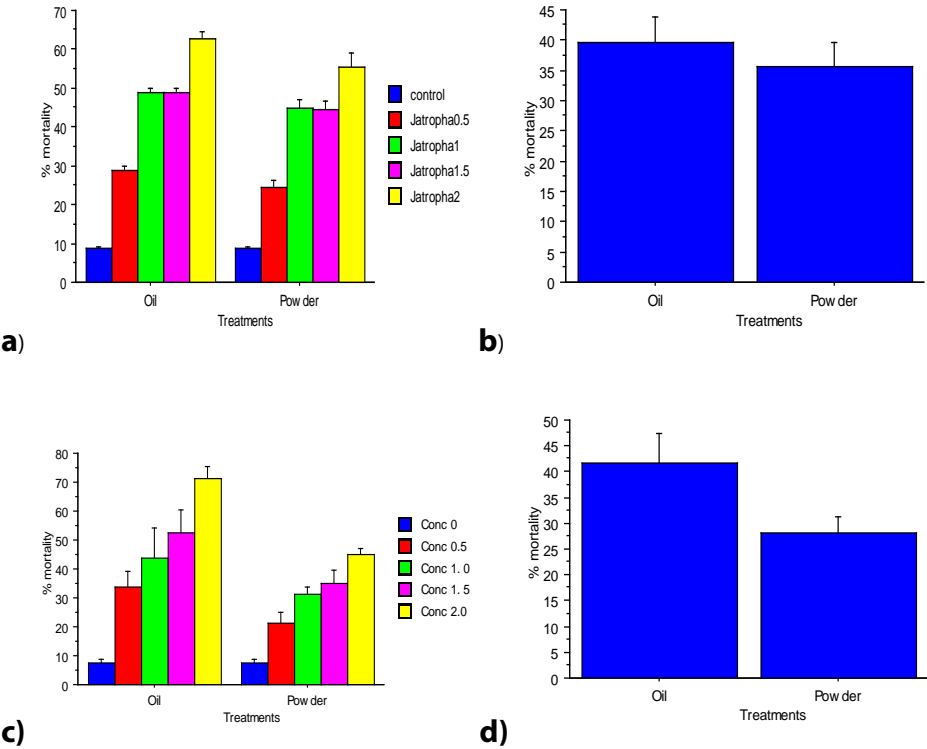 70
60
50
40
30
20
10
0
% mortality
Oil
Pow der
Treatments
control
Jatropha0.5
Jatropha1
Jatropha1.5
Jatropha2
a)
45
40
35
30
25
20
15
10
5
0
% mortality
Oil
Pow der
Treatments
b)
80
70
60
50
40
30
20
10
0
% mortality
Oil
Pow der
Treatments
Conc 0
Conc 0.5
Conc 1. 0
Conc 1. 5
Conc 2.0
c)
50
45
40
35
30
25
20
15
10
5
0
% mortality
Oil
Pow der
Treatments
d)